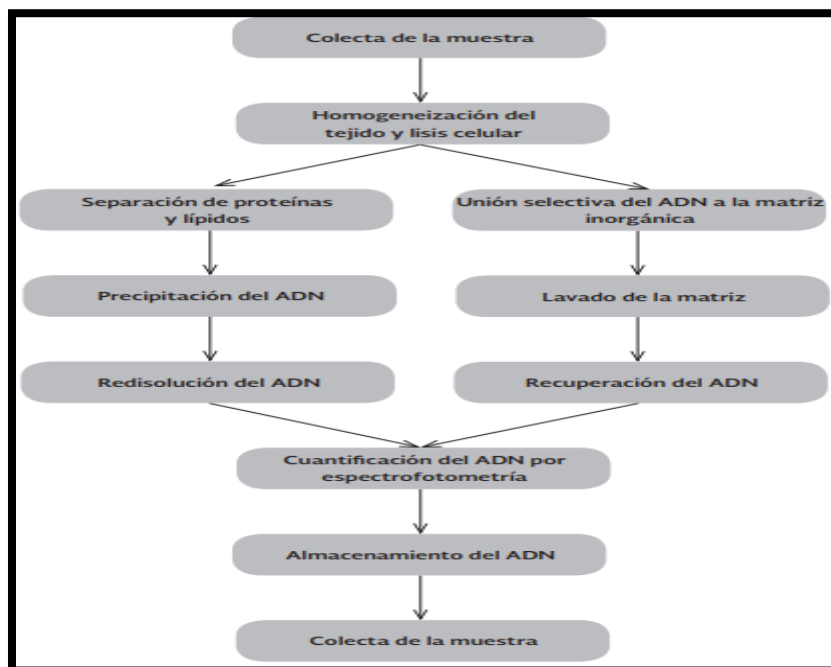 Colecta de la muestra
Homogeneización del
tejido y lisis celular
Separación de proteínas
y lípidos
Unión selectiva del ADN a la matriz
inorgánica
Precipitación del ADN
Lavado de la matriz
Redisolución del ADN
Recuperación del ADN
Cuantificación del ADN por
espectrofotometría
Almacenamiento del ADN
Colecta de la muestra